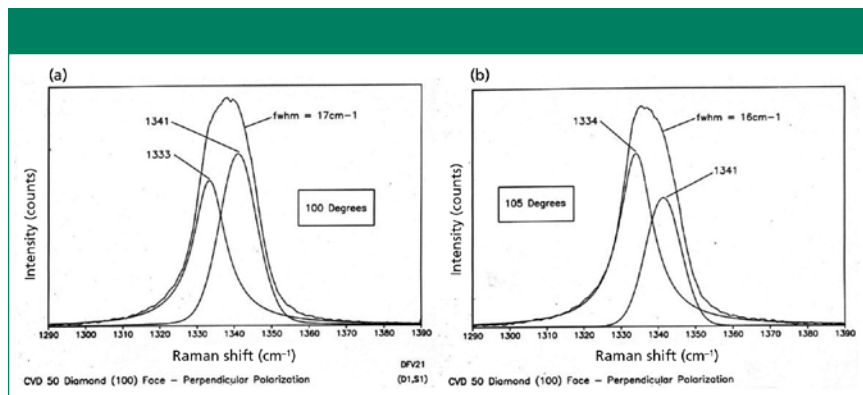 (a)
1341
1333
fwhm = 17cm-1
100 Degrees
Intensity (counts)
1290 1300 1310 1320 1330 1340 1350 1360 1370 1380 1390
Raman shift (cm⁻¹)
DFV21
CVD 50 Diamond (100) Face – Perpendicular Polarization (D1,S1)
(b)
1334
fwhm = 16cm-1
1341
105 Degrees
Intensity (counts)
1290 1300 1310 1320 1330 1340 1350 1360 1370 1380 1390
Raman shift (cm⁻¹)
CVD 50 Diamond (100) Face – Perpendicular Polarization